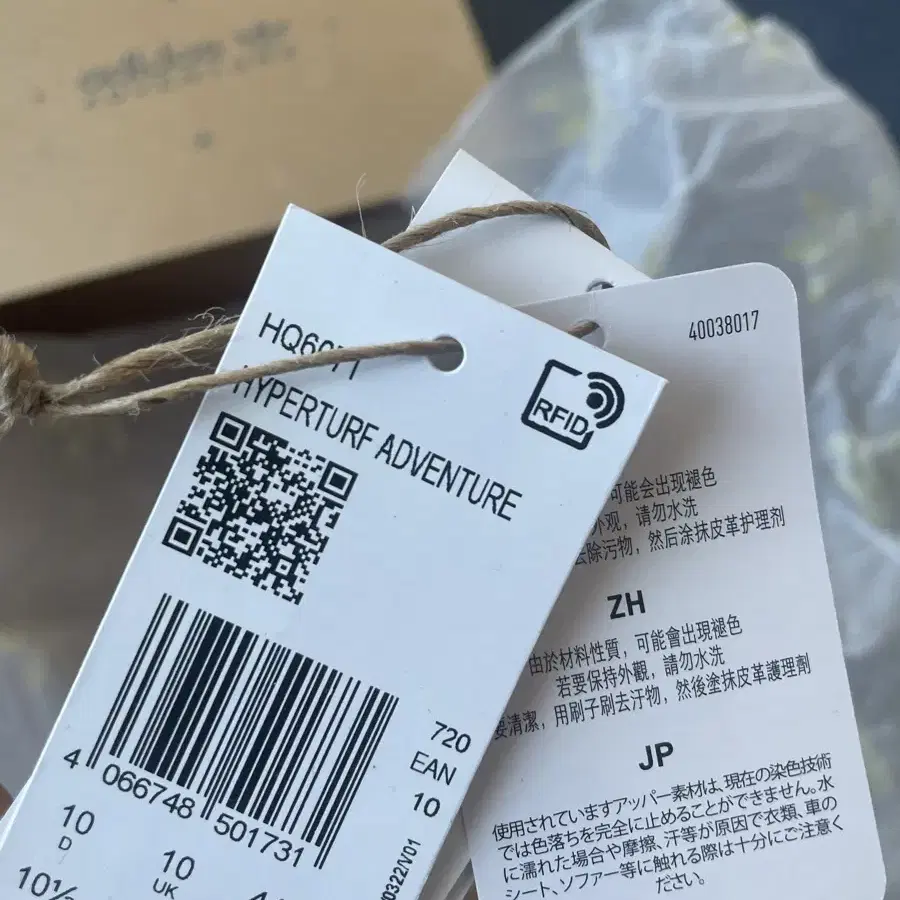 HYPERTURF ADVENTURE
RFID
4 066748 501731
720
EAN
10
10
D
10
UK
10½
0322/V01
40038017
可能会出现褪色
外观，请勿水洗
去除污物，然后涂抹皮革护理剂
ZH
由於材料性質，可能會出現褪色
若要保持外觀，請勿水洗
要清潔，用刷子刷去汙物，然後塗抹皮革護理劑
JP
使用されていますアッパー素材は、現在の染色技術
では色落ちを完全に止めることができません。水
に濡れた場合や摩擦、汗等が原因で衣類、車の
シート、ソファー等に触れる際は十分にご注意く
ださい。